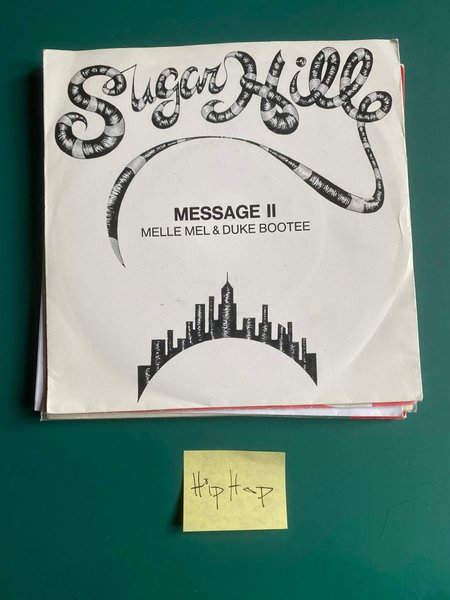 Sugar Hill
MESSAGE II
MELLE MEL & DUKE BOOTEE
Hip Hop